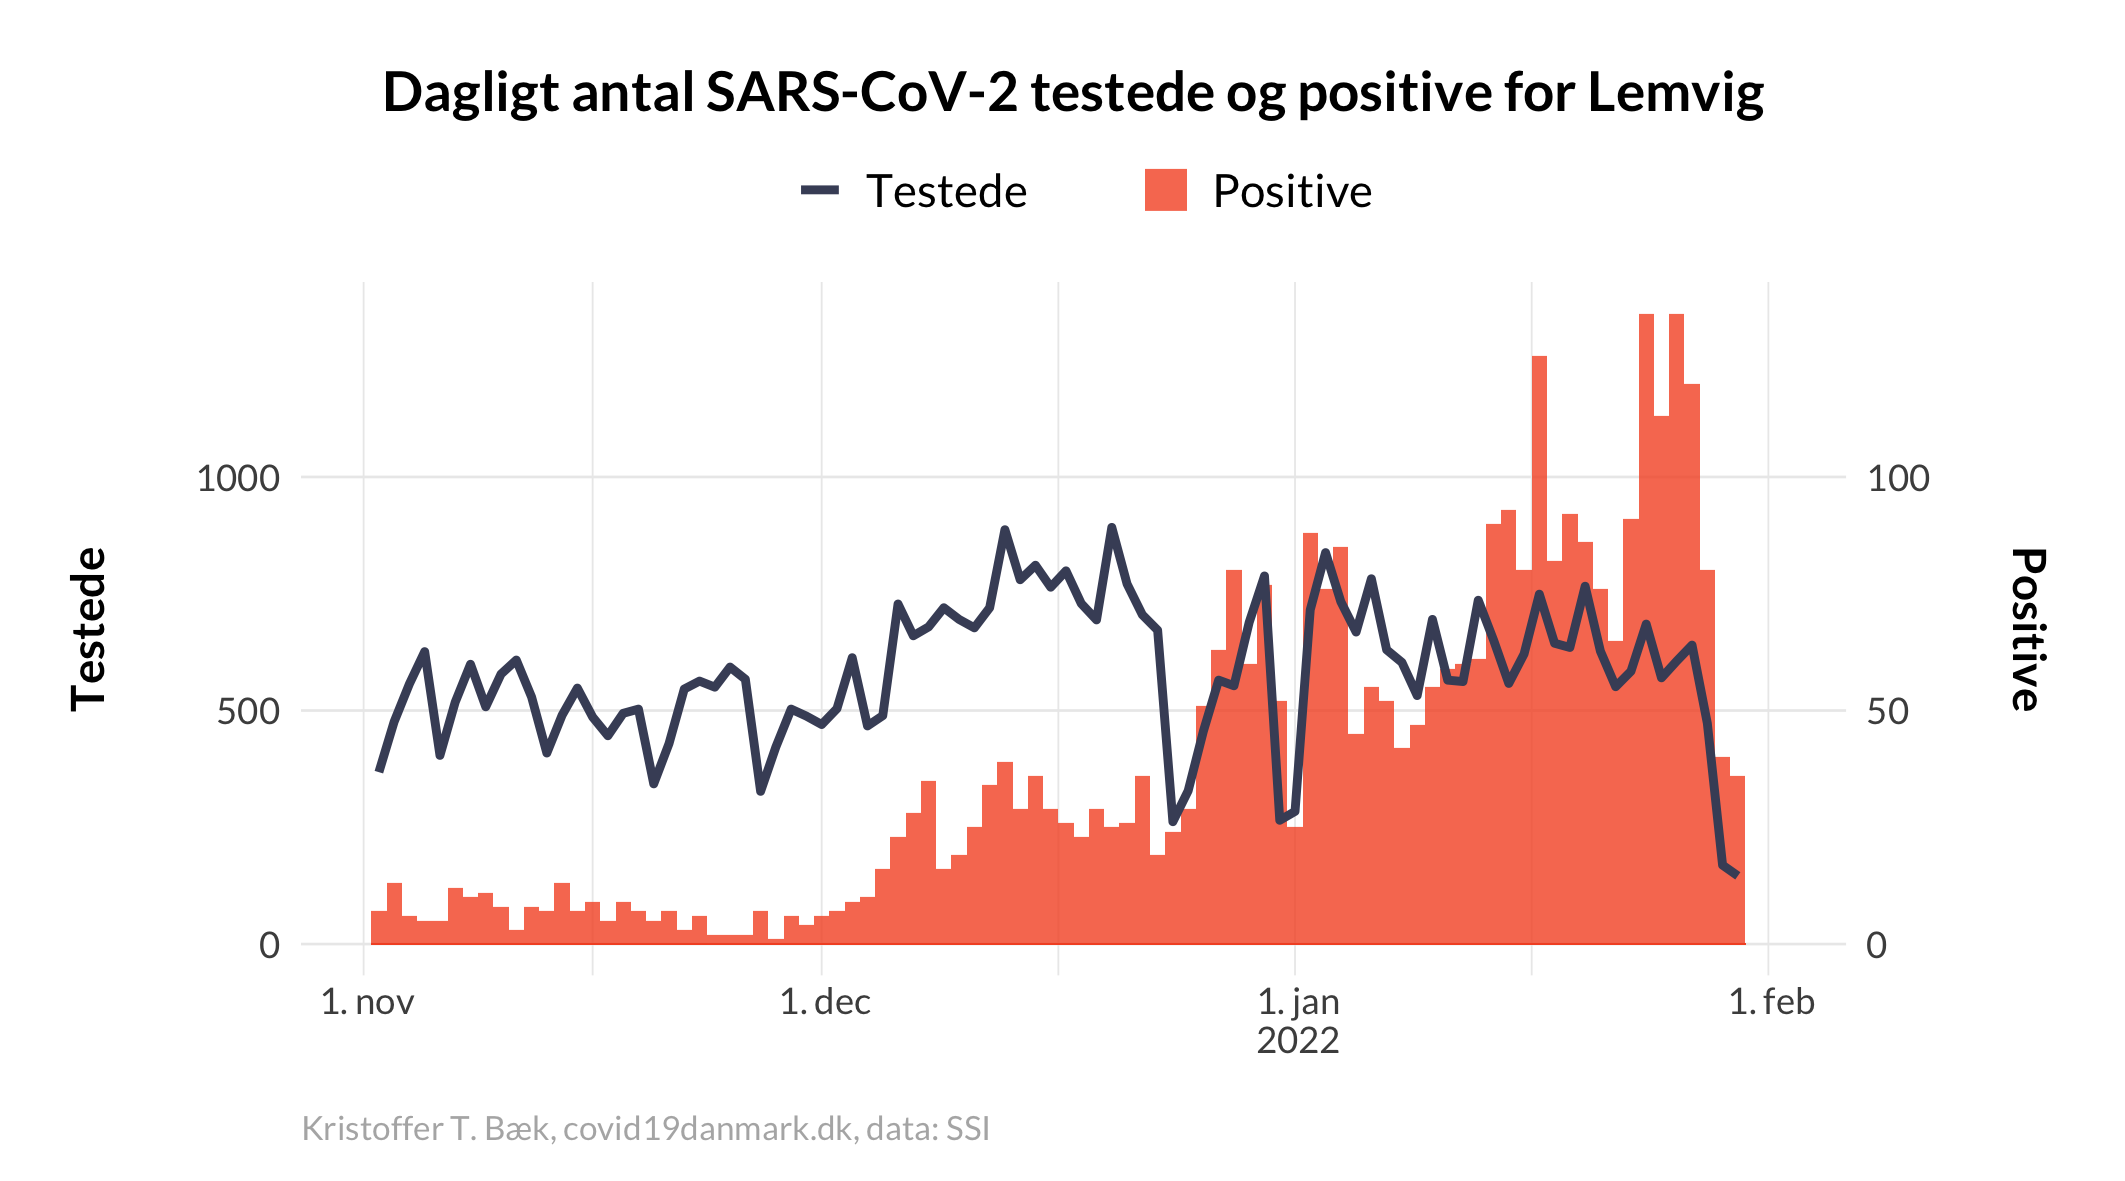 Dagligt antal SARS-CoV-2 testede og positive for Lemvig
Testede
Positive
1000
500
0
100
50
0
Testede
Positive
1. nov
1. dec
1. jan
2022
1. feb
Kristoffer T. Bæk, covid19danmark.dk, data: SSI